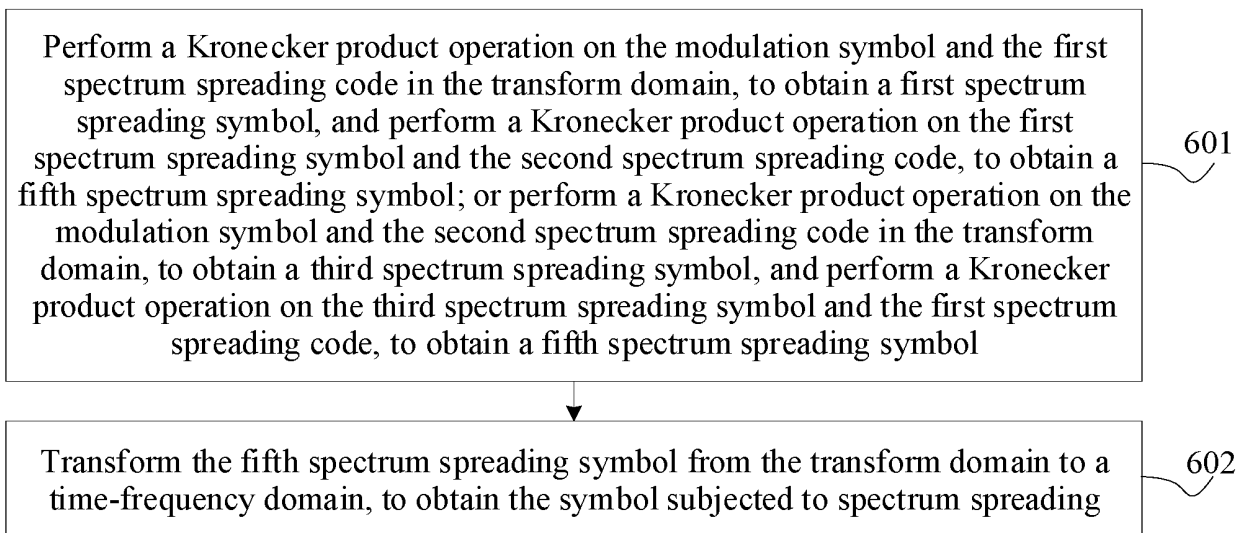 Perform a Kronecker product operation on the modulation symbol and the first
spectrum spreading code in the transform domain, to obtain a first spectrum
spreading symbol, and perform a Kronecker product operation on the first
spectrum spreading symbol and the second spectrum spreading code, to obtain a
fifth spectrum spreading symbol; or perform a Kronecker product operation on the
modulation symbol and the second spectrum spreading code in the transform
domain, to obtain a third spectrum spreading symbol, and perform a Kronecker
product operation on the third spectrum spreading symbol and the first spectrum
spreading code, to obtain a fifth spectrum spreading symbol
601
Transform the fifth spectrum spreading symbol from the transform domain to a
time-frequency domain, to obtain the symbol subjected to spectrum spreading
602